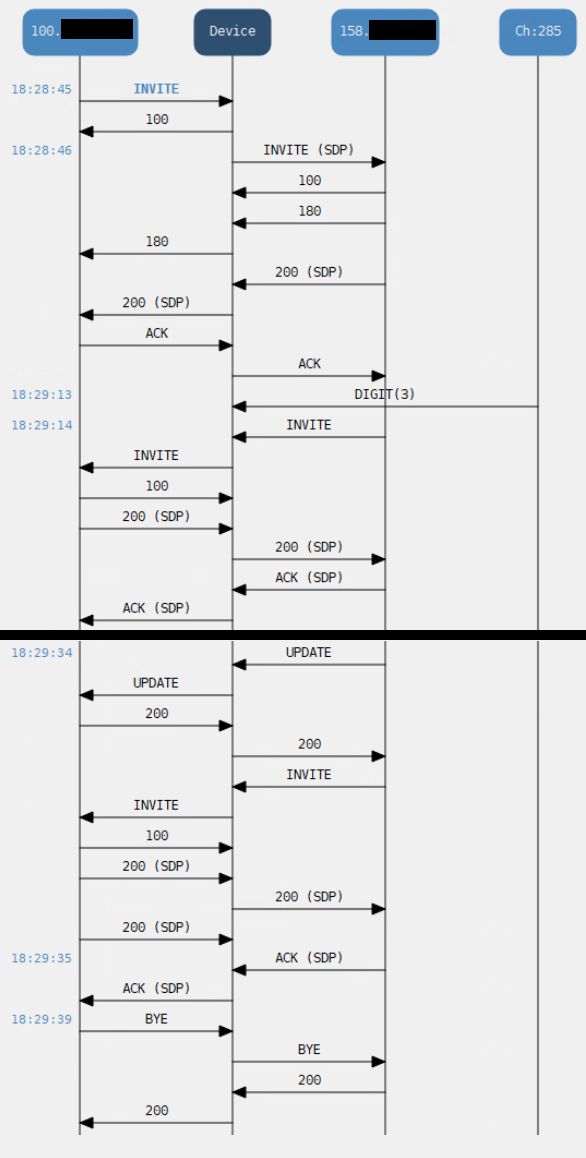 100. Device 158. Ch:285
18:28:45 INVITE
100
18:28:46 INVITE (SDP)
100
180
180
200 (SDP)
200 (SDP)
ACK
ACK
18:29:13 DIGIT(3)
18:29:14 INVITE
INVITE
100
200 (SDP)
200 (SDP)
ACK (SDP)
ACK (SDP)
18:29:34 UPDATE
UPDATE
200
200
INVITE
INVITE
100
200 (SDP)
200 (SDP)
200 (SDP)
18:29:35 ACK (SDP)
ACK (SDP)
18:29:39 BYE
BYE
200
200